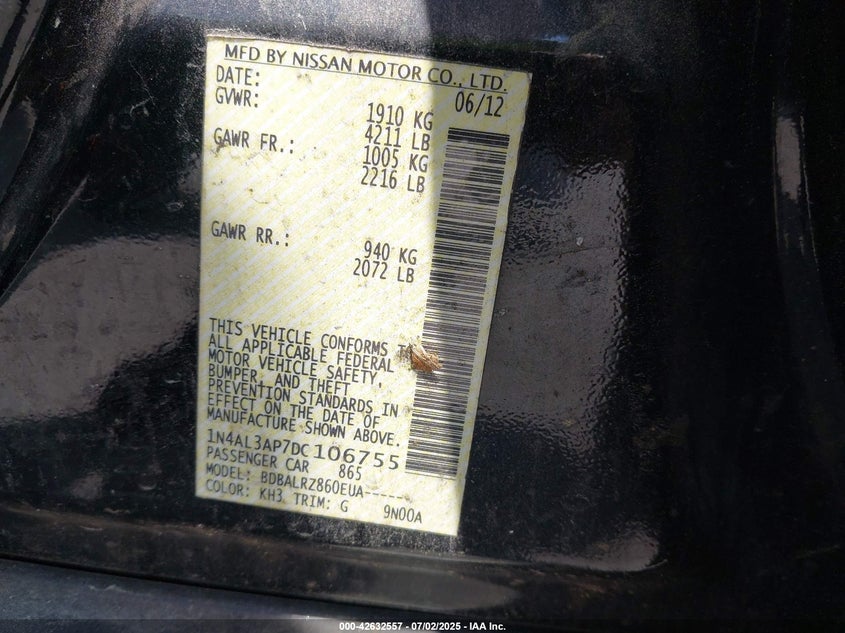 MFD BY NISSAN MOTOR CO., LTD.
DATE: 06/12
GVWR: 1910 KG
4211 LB
GAWR FR.: 1005 KG
2216 LB
GAWR RR.: 940 KG
2072 LB
THIS VEHICLE CONFORMS
ALL APPLICABLE FEDERAL
MOTOR VEHICLE SAFETY,
BUMPER, AND THEFT
PREVENTION STANDARDS IN
EFFECT ON THE DATE OF
MANUFACTURE SHOWN ABOVE.
1N4AL3AP7DC106755
PASSENGER CAR 865
MODEL: BDBALRZ860EUA-----
COLOR: KH3 TRIM: G 9N00A
000-42632557 - 07/02/2025 - IAA Inc.